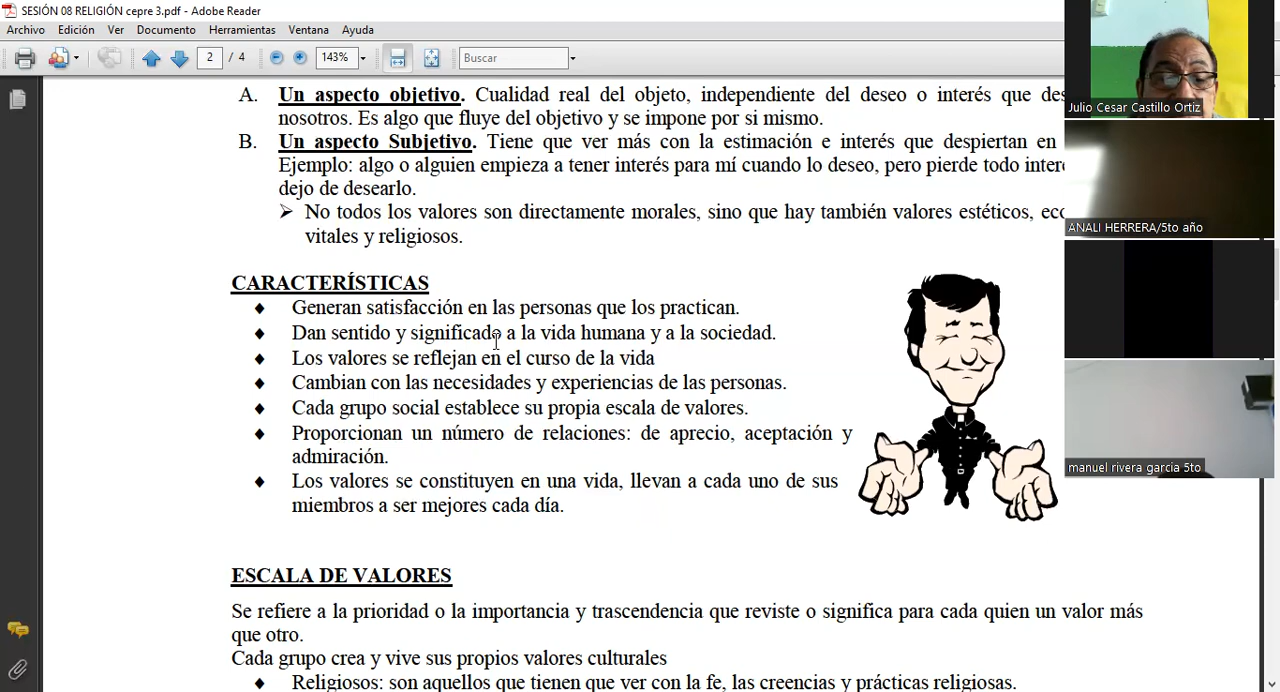 SESIÓN 08 RELIGIÓN cepre 3.pdf - Adobe Reader
Archivo Edición Ver Documento Herramientas Ventana Ayuda
2 / 4 143% Buscar
A. Un aspecto objetivo. Cualidad real del objeto, independiente del deseo o interés que
nosotros. Es algo que fluye del objetivo y se impone por si mismo.
B. Un aspecto Subjetivo. Tiene que ver más con la estimación e interés que despiertan en
Ejemplo: algo o alguien empieza a tener interés para mí cuando lo deseo, pero pierde todo
dejo de desearlo.
➢ No todos los valores son directamente morales, sino que hay también valores estéticos,
vitales y religiosos.
CARACTERÍSTICAS
♦ Generan satisfacción en las personas que los practican.
♦ Dan sentido y significado a la vida humana y a la sociedad.
♦ Los valores se reflejan en el curso de la vida
♦ Cambian con las necesidades y experiencias de las personas.
♦ Cada grupo social establece su propia escala de valores.
♦ Proporcionan un número de relaciones: de aprecio, aceptación y
admiración.
♦ Los valores se constituyen en una vida, llevan a cada uno de sus
miembros a ser mejores cada día.
ESCALA DE VALORES
Se refiere a la prioridad o la importancia y trascendencia que reviste o significa para cada quien un valor más
que otro.
Cada grupo crea y vive sus propios valores culturales
♦ Religiosos: son aquellos que tienen que ver con la fe, las creencias y prácticas religiosas.
Julio Cesar Castillo Ortiz
ANALI HERRERA/5to año
manuel rivera garcia 5to